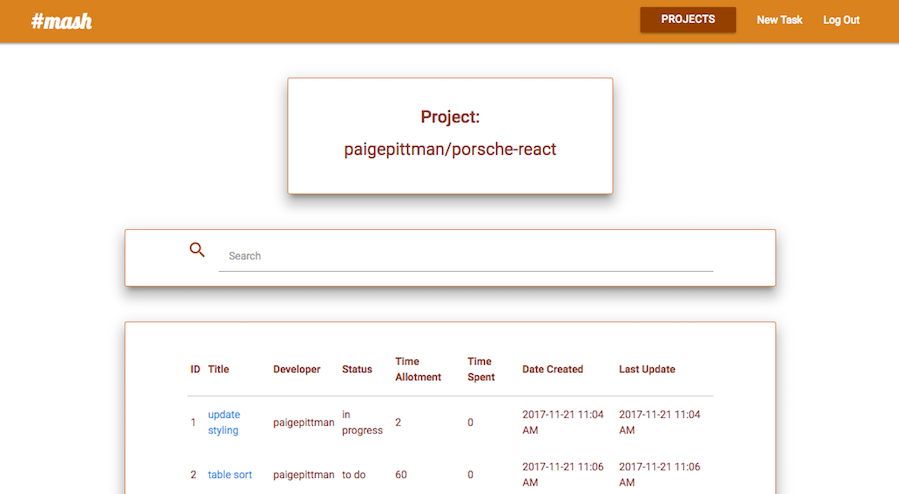 #mash PROJECTS New Task Log Out
Project:
paigepittman/porsche-react
Search
ID Title Developer Status Time Allotment Time Spent Date Created Last Update
1 update styling paigepittman in progress 2 0 2017-11-21 11:04 AM 2017-11-21 11:04 AM
2 table sort paigepittman to do 60 0 2017-11-21 11:06 AM 2017-11-21 11:06 AM